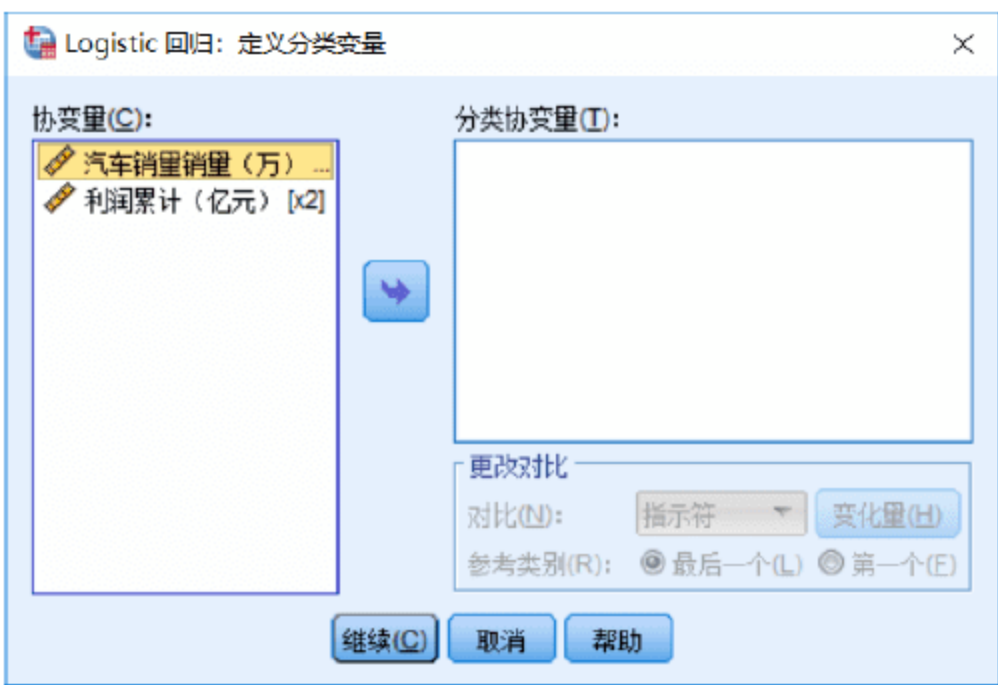 Logistic 回归：定义分类变量
协变量(C)：
汽车销量销量（万）...
利润累计（亿元）[x2]
分类协变量(T)：
更改对比
对比(N)： 指示符 变化量(H)
参考类别(R)： 最后一个(L) 第一个(F)
继续(C) 取消 帮助